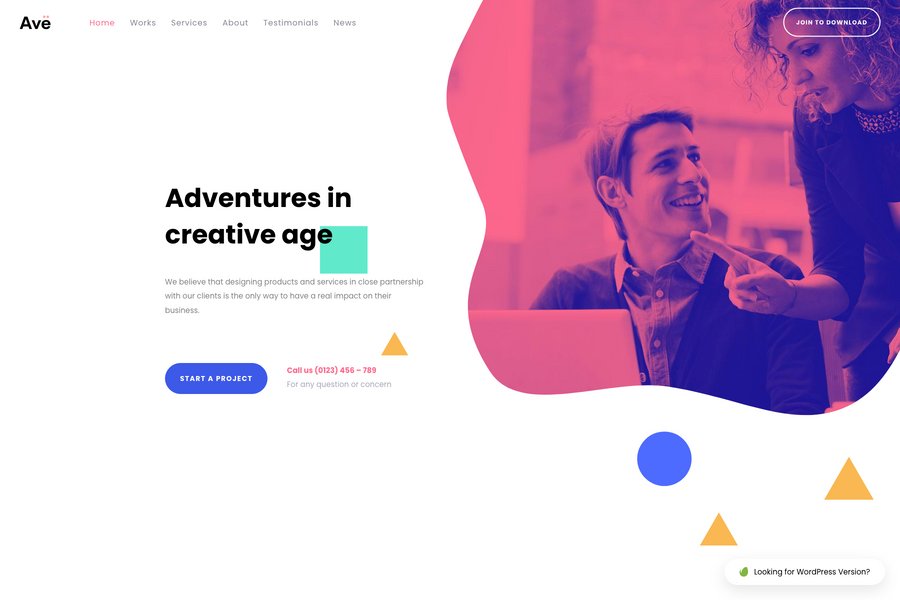 Ave
Home Works Services About Testimonials News
JOIN TO DOWNLOAD
Adventures in
creative age
We believe that designing products and services in close partnership
with our clients is the only way to have a real impact on their
business.
START A PROJECT
Call us (0123) 456 – 789
For any question or concern
Looking for WordPress Version?